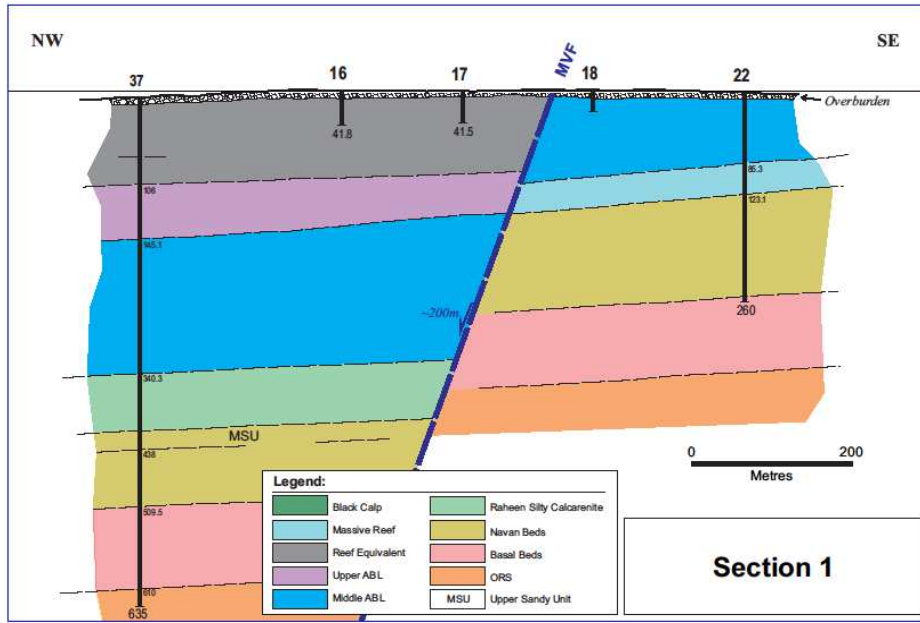 NW
SE
37
16
17
MVF
18
22
Overburden
41.8
41.5
106
85.3
123.1
~200m
260
340.3
MSU
438
509.5
610
635
0 200
Metres
Legend:
Black Calp
Massive Reef
Reef Equivalent
Upper ABL
Middle ABL
Raheen Silty Calcarenite
Navan Beds
Basal Beds
ORS
MSU Upper Sandy Unit
Section 1